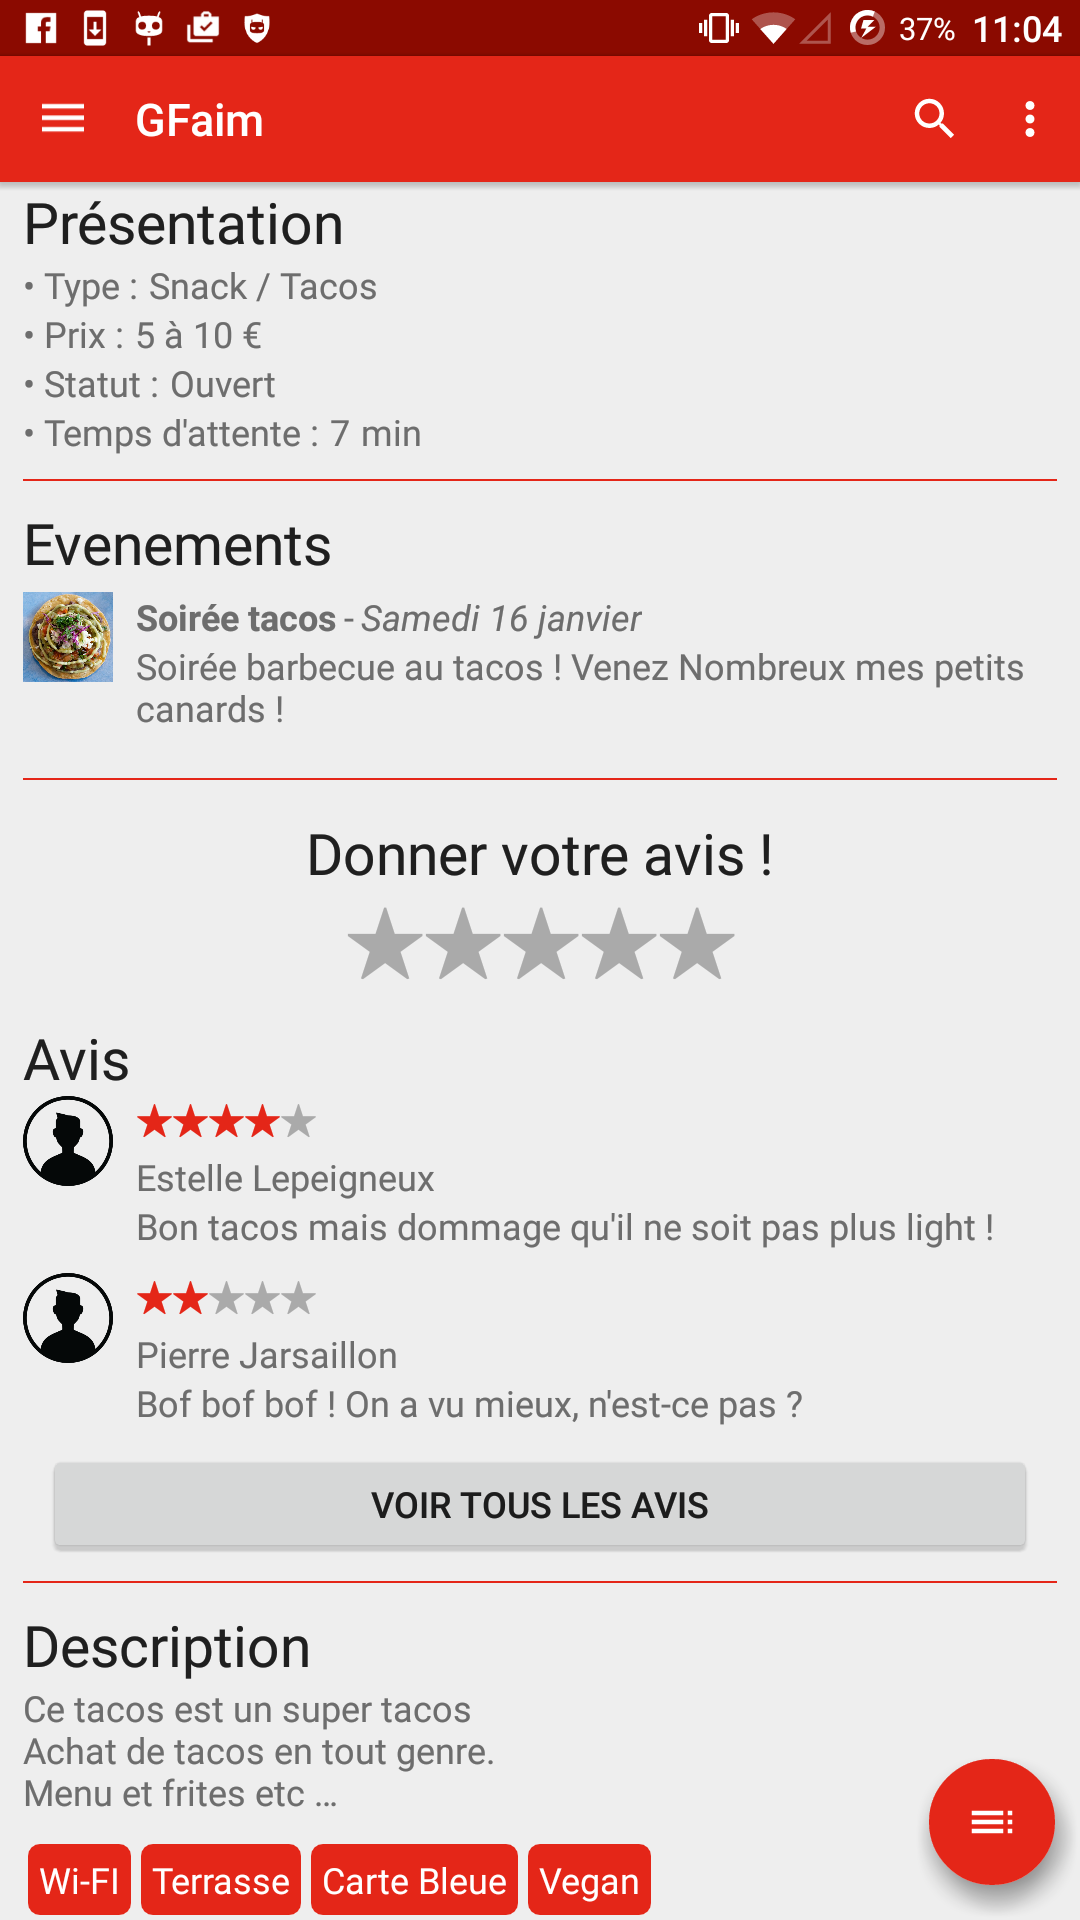 37% 11:04
GFaim
Présentation
• Type : Snack / Tacos
• Prix : 5 à 10 €
• Statut : Ouvert
• Temps d'attente : 7 min
Evenements
Soirée tacos - Samedi 16 janvier
Soirée barbecue au tacos ! Venez Nombreux mes petits
canards !
Donner votre avis !
Avis
Estelle Lepeigneux
Bon tacos mais dommage qu'il ne soit pas plus light !
Pierre Jarsaillon
Bof bof bof ! On a vu mieux, n'est-ce pas ?
VOIR TOUS LES AVIS
Description
Ce tacos est un super tacos
Achat de tacos en tout genre.
Menu et frites etc ...
Wi-FI Terrasse Carte Bleue Vegan